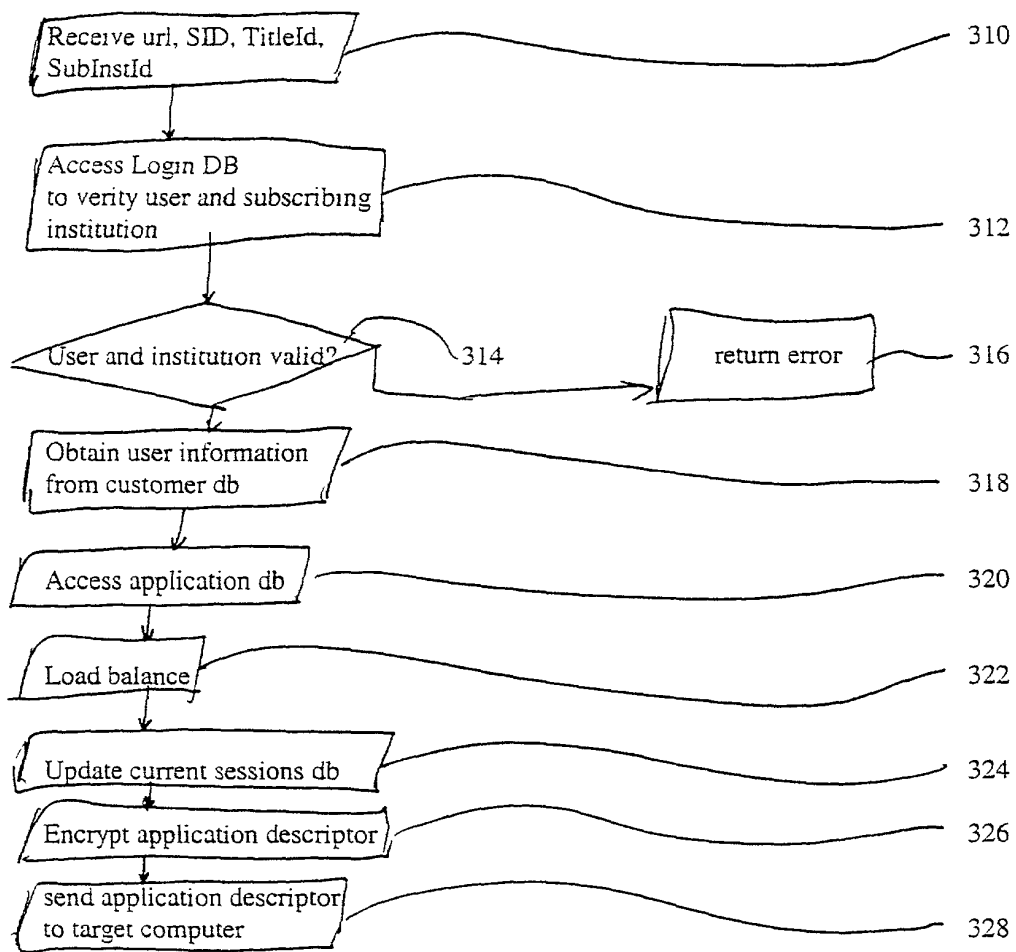 Receive url, SID, TitleId,
SubInstId
310
Access Login DB
to verity user and subscribing
institution
312
User and institution valid?
314
return error
316
Obtain user information
from customer db
318
Access application db
320
Load balance
322
Update current sessions db
324
Encrypt application descriptor
326
send application descriptor
to target computer
328